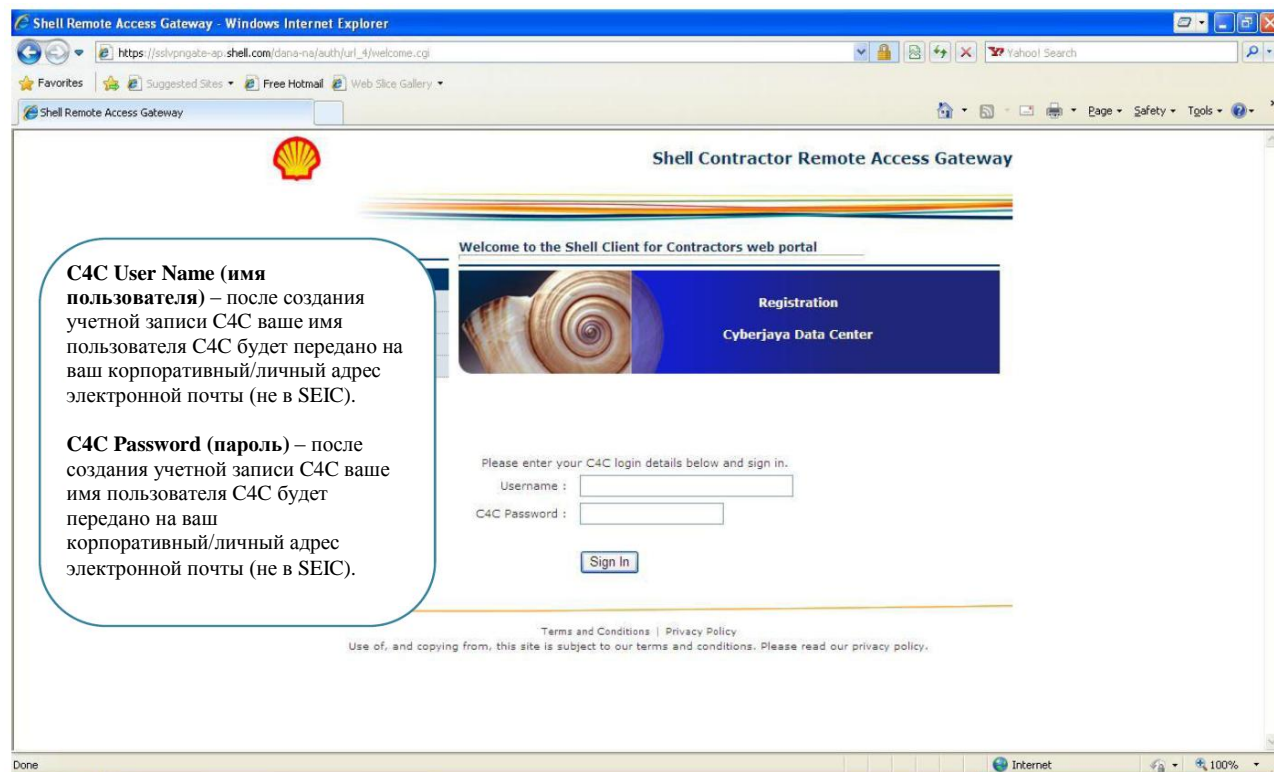 Shell Remote Access Gateway - Windows Internet Explorer
https://sslvpngate-ap.shell.com/dana-na/auth/url_4/welcome.cgi
Yahoo! Search
Favorites
Suggested Sites
Free Hotmail
Web Slice Gallery
Shell Remote Access Gateway
Page
Safety
Tools
Shell Contractor Remote Access Gateway
Welcome to the Shell Client for Contractors web portal
Registration
Cyberjaya Data Center
C4C User Name (имя
пользователя) – после создания
учетной записи C4C ваше имя
пользователя C4C будет передано на
ваш корпоративный/личный адрес
электронной почты (не в SEIC).
C4C Password (пароль) – после
создания учетной записи C4C ваше
имя пользователя C4C будет
передано на ваш
корпоративный/личный адрес
электронной почты (не в SEIC).
Please enter your C4C login details below and sign in.
Username :
C4C Password :
Sign In
Terms and Conditions | Privacy Policy
Use of, and copying from, this site is subject to our terms and conditions. Please read our privacy policy.
Done
Internet
100%